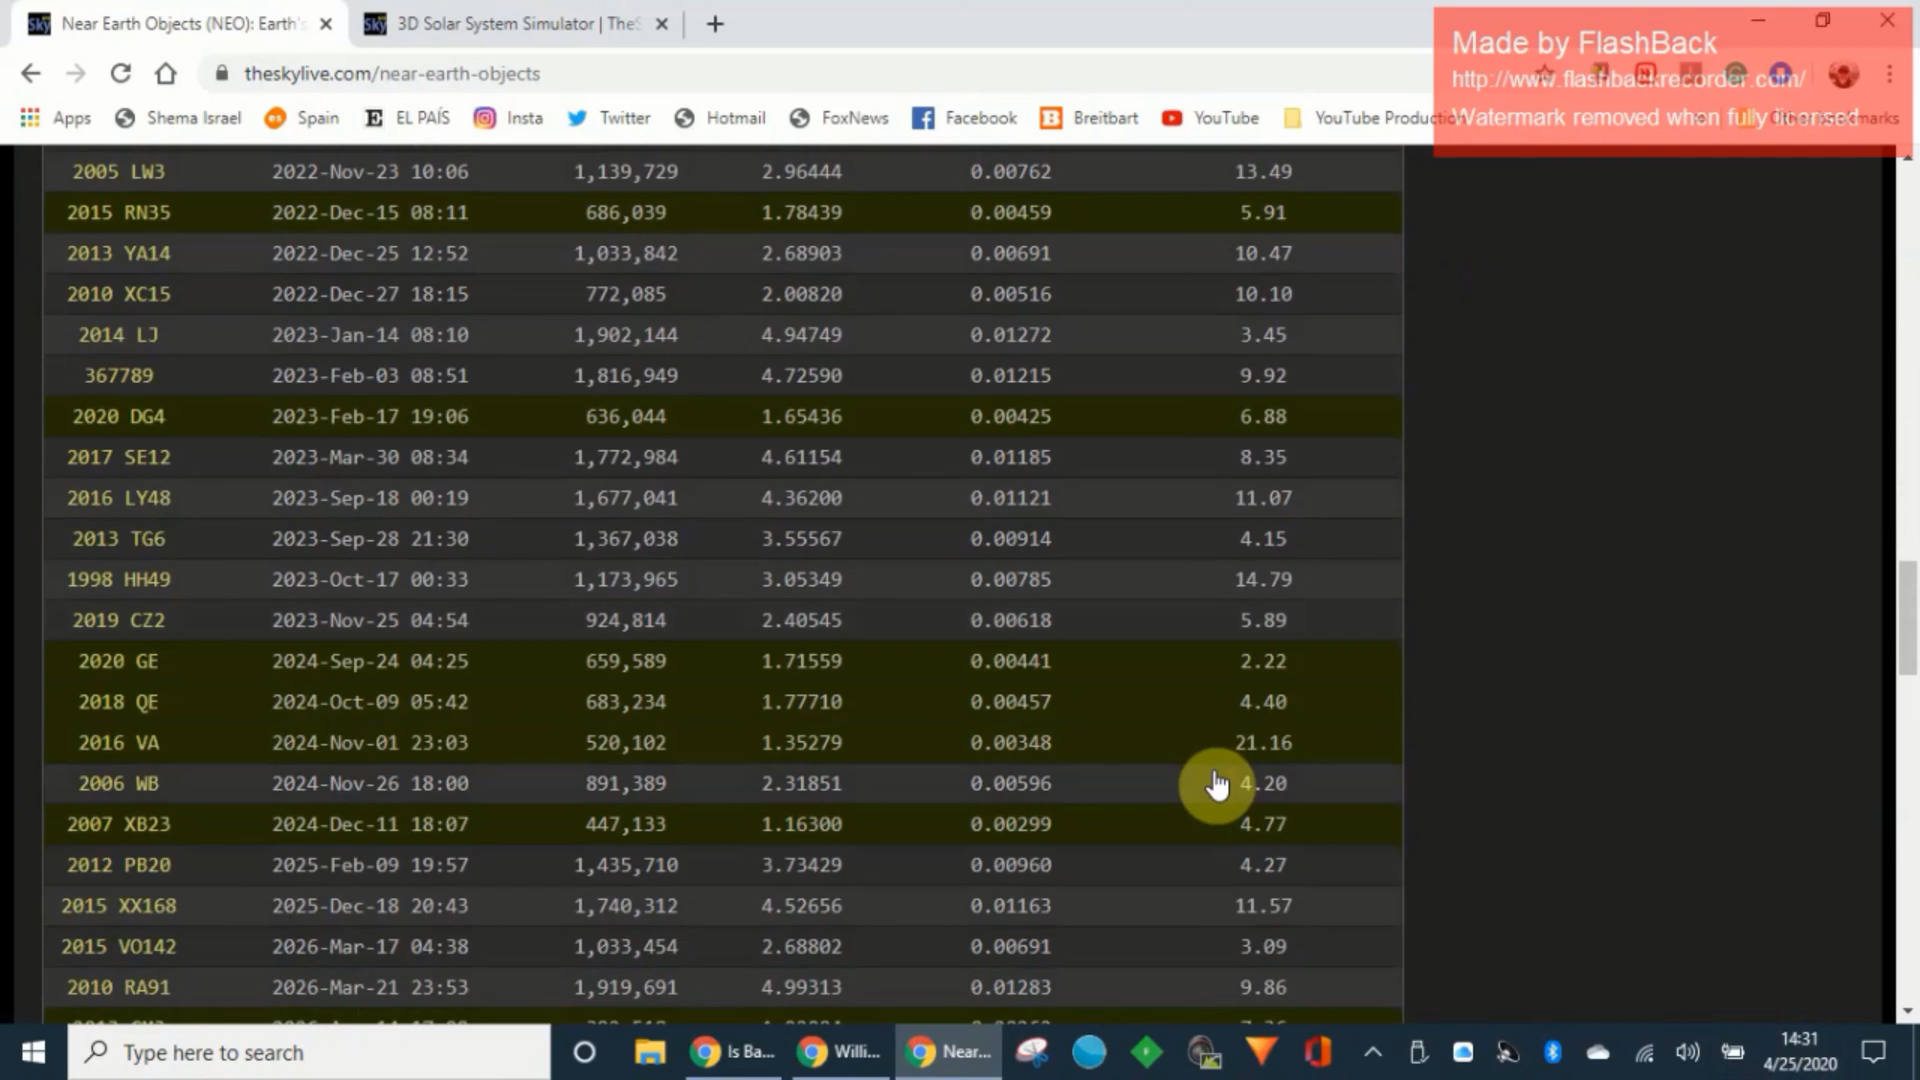 Near Earth Objects (NEO): Earth's
3D Solar System Simulator | TheS
Made by FlashBack
http://www.flashbackrecorder.com/
Watermark removed when fully licensed
theskylive.com/near-earth-objects
Apps Shema Israel Spain EL PAÍS Insta Twitter Hotmail FoxNews Facebook Breitbart YouTube YouTube Production
2005 LW3 2022-Nov-23 10:06 1,139,729 2.96444 0.00762 13.49
2015 RN35 2022-Dec-15 08:11 686,039 1.78439 0.00459 5.91
2013 YA14 2022-Dec-25 12:52 1,033,842 2.68903 0.00691 10.47
2010 XC15 2022-Dec-27 18:15 772,085 2.00820 0.00516 10.10
2014 LJ 2023-Jan-14 08:10 1,902,144 4.94749 0.01272 3.45
367789 2023-Feb-03 08:51 1,816,949 4.72590 0.01215 9.92
2020 DG4 2023-Feb-17 19:06 636,044 1.65436 0.00425 6.88
2017 SE12 2023-Mar-30 08:34 1,772,984 4.61154 0.01185 8.35
2016 LY48 2023-Sep-18 00:19 1,677,041 4.36200 0.01121 11.07
2013 TG6 2023-Sep-28 21:30 1,367,038 3.55567 0.00914 4.15
1998 HH49 2023-Oct-17 00:33 1,173,965 3.05349 0.00785 14.79
2019 CZ2 2023-Nov-25 04:54 924,814 2.40545 0.00618 5.89
2020 GE 2024-Sep-24 04:25 659,589 1.71559 0.00441 2.22
2018 QE 2024-Oct-09 05:42 683,234 1.77710 0.00457 4.40
2016 VA 2024-Nov-01 23:03 520,102 1.35279 0.00348 21.16
2006 WB 2024-Nov-26 18:00 891,389 2.31851 0.00596 4.20
2007 XB23 2024-Dec-11 18:07 447,133 1.16300 0.00299 4.77
2012 PB20 2025-Feb-09 19:57 1,435,710 3.73429 0.00960 4.27
2015 XX168 2025-Dec-18 20:43 1,740,312 4.52656 0.01163 11.57
2015 VO142 2026-Mar-17 04:38 1,033,454 2.68802 0.00691 3.09
2010 RA91 2026-Mar-21 23:53 1,919,691 4.99313 0.01283 9.86
Type here to search
Is Ba...
Willi...
Near...
14:31
4/25/2020